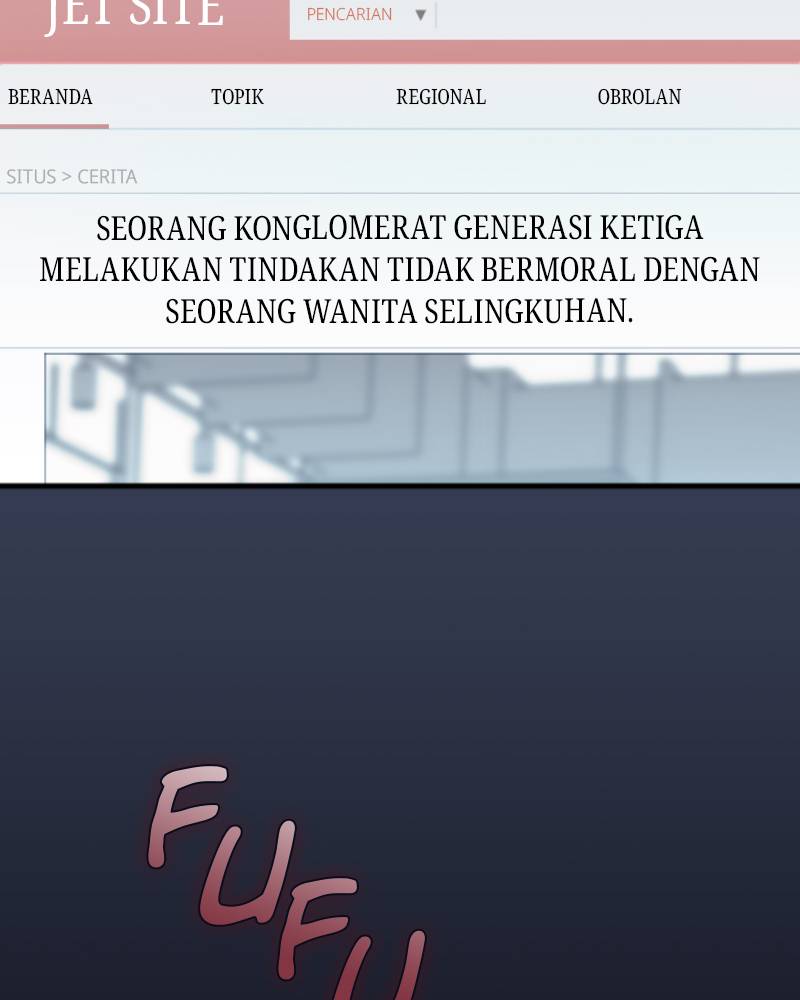 JET SITE
PENCARIAN ▼
BERANDA TOPIK REGIONAL OBROLAN
SITUS > CERITA
SEORANG KONGLOMERAT GENERASI KETIGA
MELAKUKAN TINDAKAN TIDAK BERMORAL DENGAN
SEORANG WANITA SELINGKUHAN.
FUFU